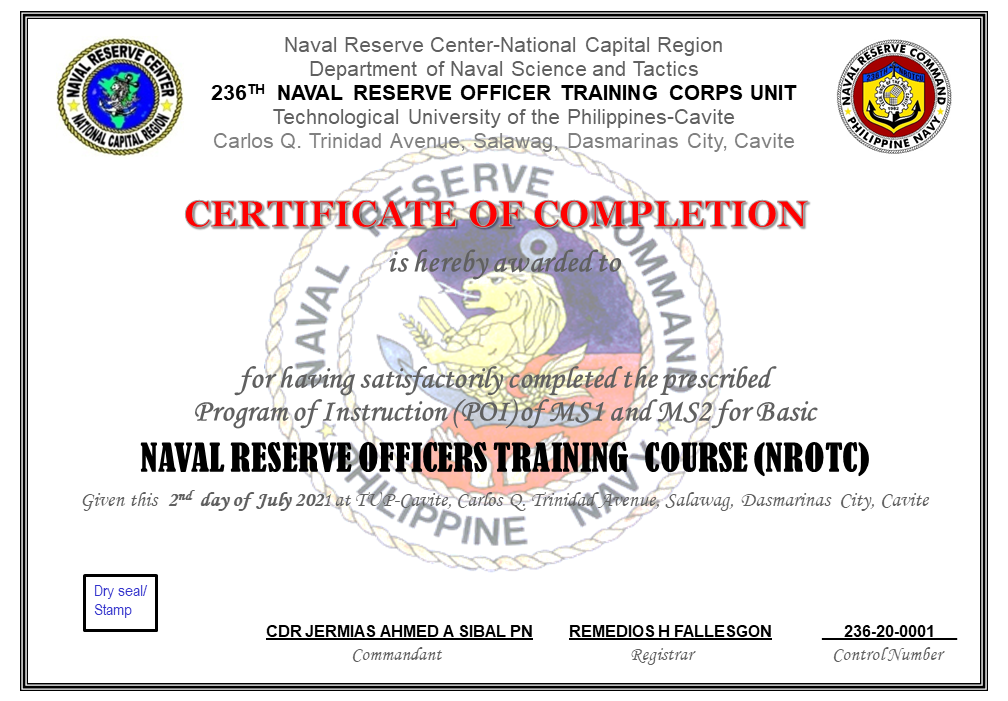 NAVAL RESERVE CENTER
NATIONAL CAPITAL REGION
Naval Reserve Center-National Capital Region
Department of Naval Science and Tactics
236TH NAVAL RESERVE OFFICER TRAINING CORPS UNIT
Technological University of the Philippines-Cavite
Carlos Q. Trinidad Avenue, Salawag, Dasmarinas City, Cavite
NAVAL RESERVE COMMAND
236TH NROTC
PHILIPPINE NAVY
NAVAL RESERVE COMMAND
PHILIPPINE NAVY
CERTIFICATE OF COMPLETION
is hereby awarded to
for having satisfactorily completed the prescribed
Program of Instruction (POI) of MS1 and MS2 for Basic
NAVAL RESERVE OFFICERS TRAINING COURSE (NROTC)
Given this 2nd day of July 2021 at TUP-Cavite, Carlos Q. Trinidad Avenue, Salawag, Dasmarinas City, Cavite
Dry seal/
Stamp
CDR JERMIAS AHMED A SIBAL PN REMEDIOS H FALLESGON 236-20-0001
Commandant Registrar Control Number